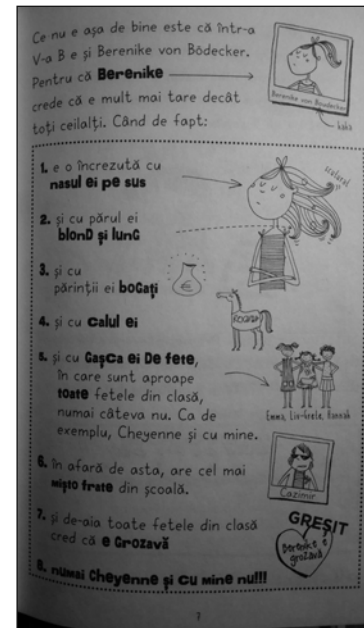 Ce nu e așa de bine este că într-a
V-a B e și Berenike von Bödecker.
Pentru că Berenike
crede că e mult mai tare decât
toți ceilalți. Când de fapt:
Berenike von Boedecker
kaka
1. e o încrezută cu
nasul ei pe sus
2. și cu părul ei
blonD și lunG
3. și cu
părinții ei boGați
4. și cu calul ei
5. și cu Gașca ei De fete,
în care sunt aproape
toate fetele din clasă,
numai câteva nu. Ca de
exemplu, Cheyenne și cu mine.
Emma, Liv-Grete, Hannah
6. în afară de asta, are cel mai
mișto frate din școală.
Cazimir
7. și de-aia toate fetele din clasă
cred că e Grozavă
GREȘIT
Berenike e
grozavă
8. numai Cheyenne și cu mine nu!!!
7